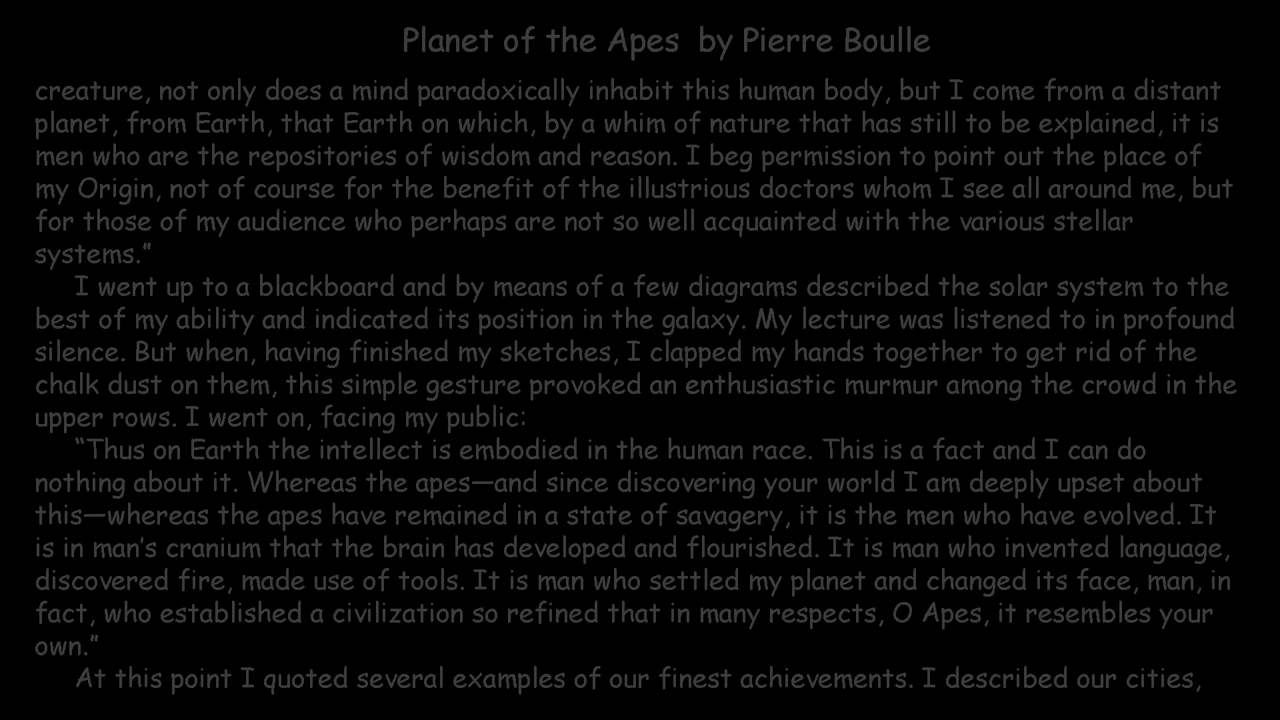 Planet of the Apes by Pierre Boulle
creature, not only does a mind paradoxically inhabit this human body, but I come from a distant
planet, from Earth, that Earth on which, by a whim of nature that has still to be explained, it is
men who are the repositories of wisdom and reason. I beg permission to point out the place of
my Origin, not of course for the benefit of the illustrious doctors whom I see all around me, but
for those of my audience who perhaps are not so well acquainted with the various stellar
systems.”
I went up to a blackboard and by means of a few diagrams described the solar system to the
best of my ability and indicated its position in the galaxy. My lecture was listened to in profound
silence. But when, having finished my sketches, I clapped my hands together to get rid of the
chalk dust on them, this simple gesture provoked an enthusiastic murmur among the crowd in the
upper rows. I went on, facing my public:
“Thus on Earth the intellect is embodied in the human race. This is a fact and I can do
nothing about it. Whereas the apes—and since discovering your world I am deeply upset about
this—whereas the apes have remained in a state of savagery, it is the men who have evolved. It
is in man’s cranium that the brain has developed and flourished. It is man who invented language,
discovered fire, made use of tools. It is man who settled my planet and changed its face, man, in
fact, who established a civilization so refined that in many respects, O Apes, it resembles your
own.”
At this point I quoted several examples of our finest achievements. I described our cities,